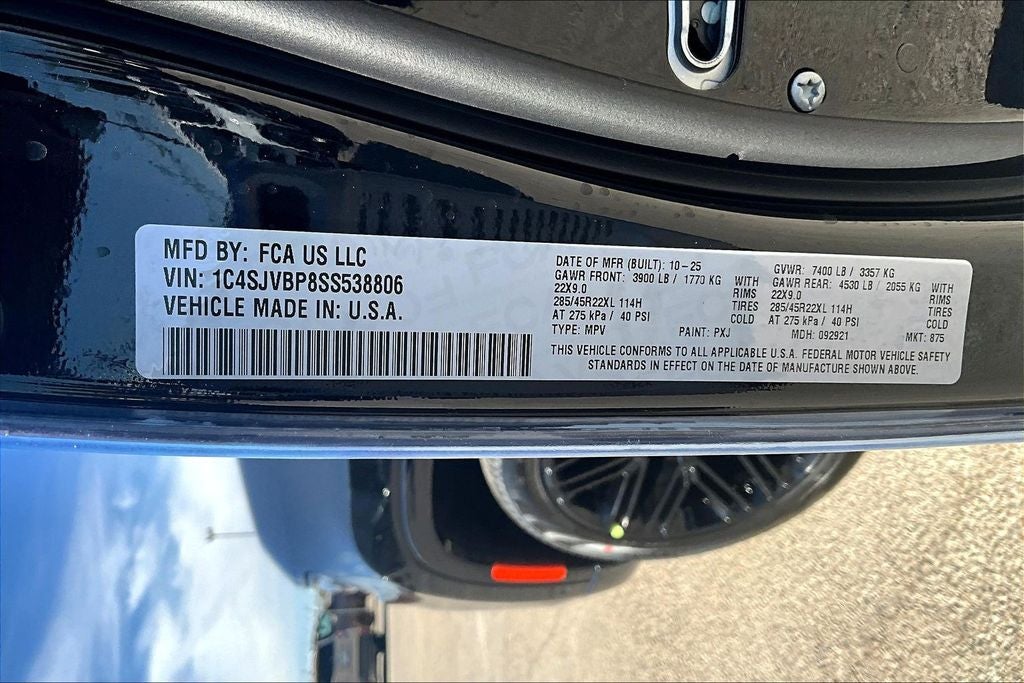 MFD BY: FCA US LLC
VIN: 1C4SJVBP8SS538806
VEHICLE MADE IN: U.S.A.
DATE OF MFR (BUILT): 10-25
GAWR FRONT: 3900 LB / 1770 KG WITH
22X9.0 RIMS
285/45R22XL 114H TIRES
AT 275 kPa / 40 PSI COLD
TYPE: MPV PAINT: PXJ
GVWR: 7400 LB / 3357 KG
GAWR REAR: 4530 LB / 2055 KG WITH
22X9.0 RIMS
285/45R22XL 114H TIRES
AT 275 kPa / 40 PSI COLD
MDH: 092921 MKT: 875
THIS VEHICLE CONFORMS TO ALL APPLICABLE U.S.A. FEDERAL MOTOR VEHICLE SAFETY
STANDARDS IN EFFECT ON THE DATE OF MANUFACTURE SHOWN ABOVE.